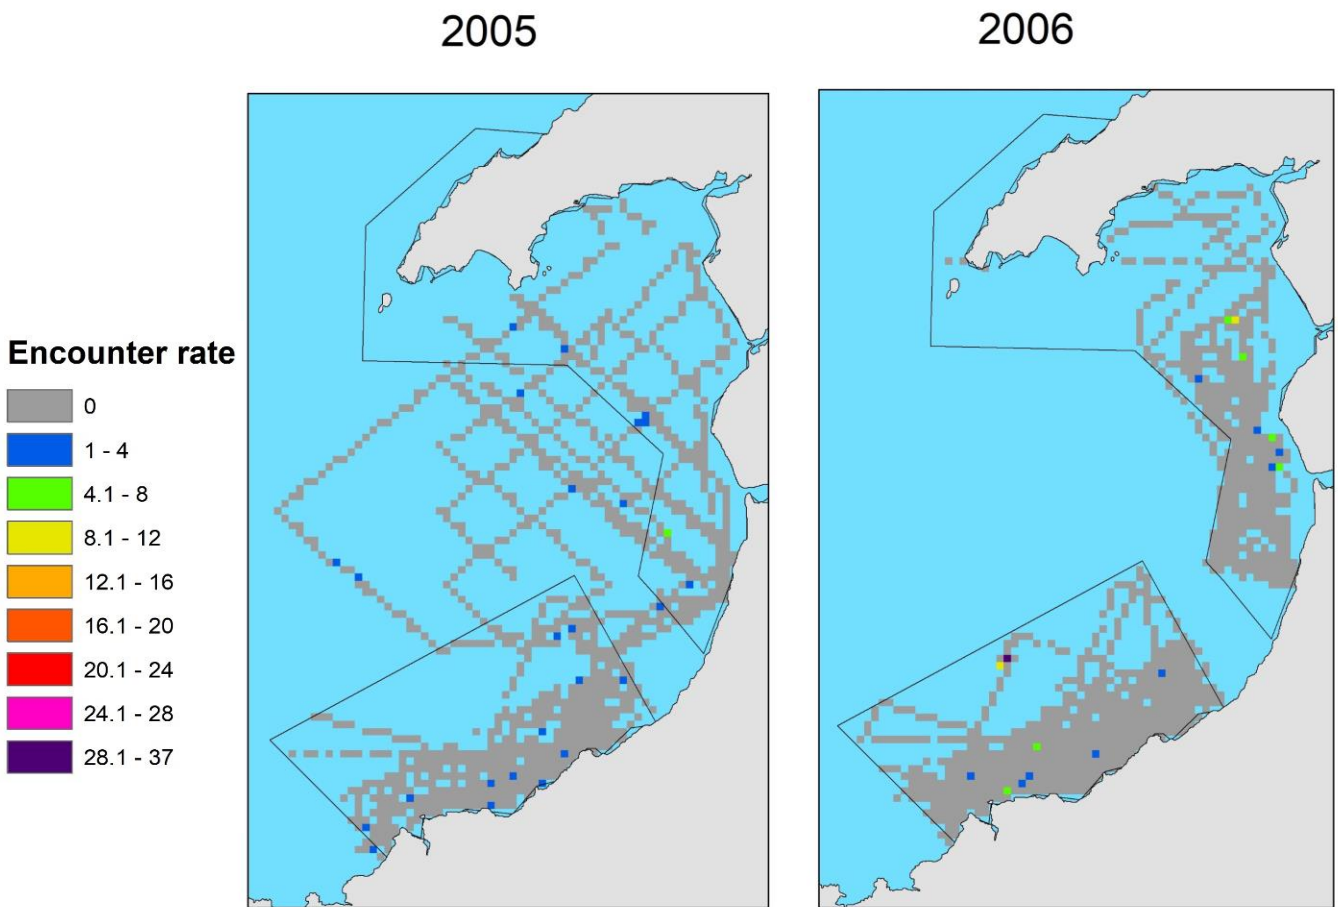 2005
2006
Encounter rate
0
1 - 4
4.1 - 8
8.1 - 12
12.1 - 16
16.1 - 20
20.1 - 24
24.1 - 28
28.1 - 37